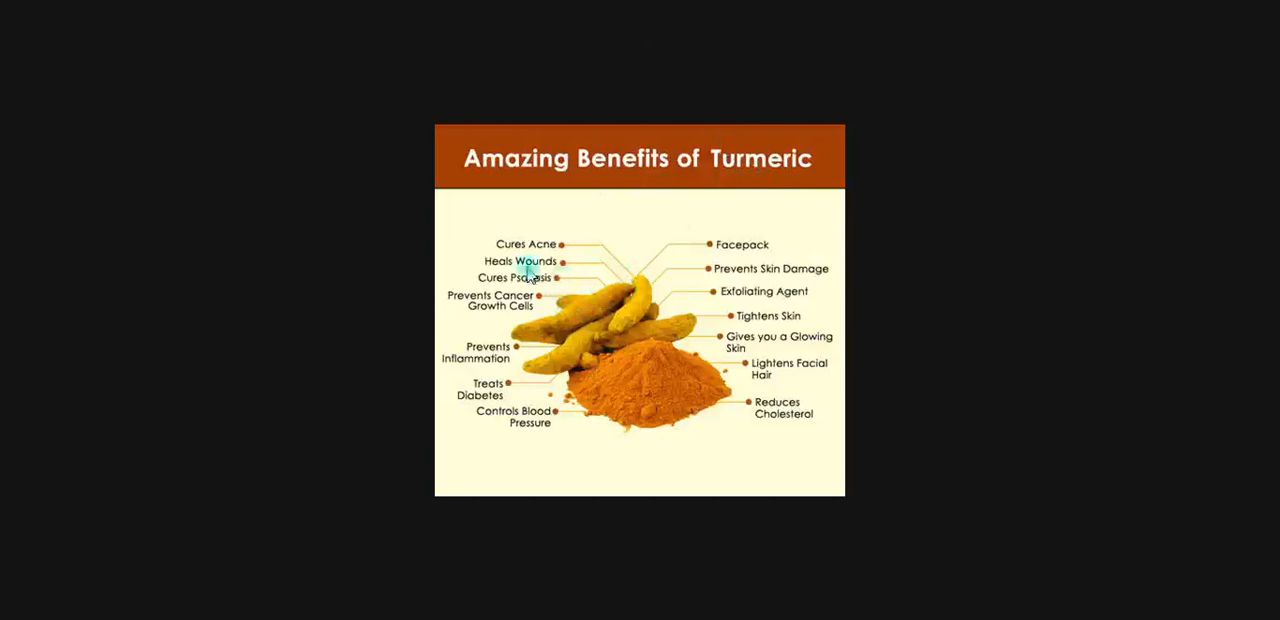 Amazing Benefits of Turmeric
Cures Acne
Heals Wounds
Cures Psoriasis
Prevents Cancer
Growth Cells
Prevents
Inflammation
Treats
Diabetes
Controls Blood
Pressure
Facepack
Prevents Skin Damage
Exfoliating Agent
Tightens Skin
Gives you a Glowing
Skin
Lightens Facial
Hair
Reduces
Cholesterol